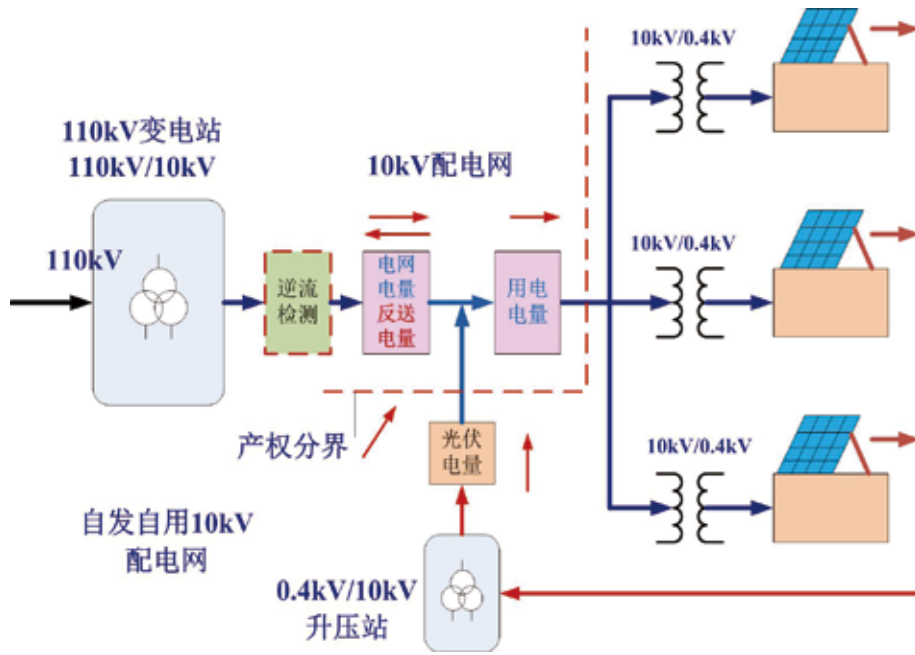 110kV变电站
110kV/10kV
110kV
逆流
检测
10kV配电网
电网
电量
反送
电量
用电
电量
10kV/0.4kV
10kV/0.4kV
10kV/0.4kV
产权分界
光伏
电量
自发自用10kV
配电网
0.4kV/10kV
升压站